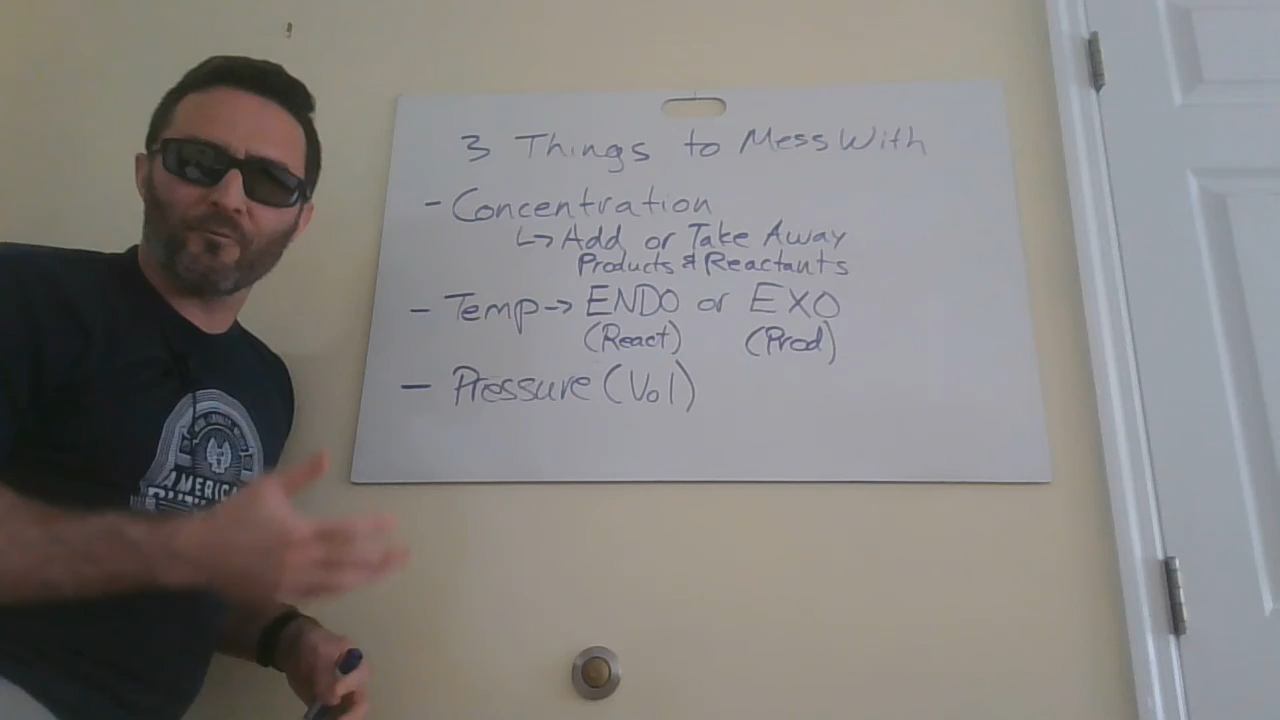 3 Things to Mess With
- Concentration
↳ Add or Take Away
Products & Reactants
- Temp → ENDO or EXO
(React) (Prod)
- Pressure (Vol)
AMERICA